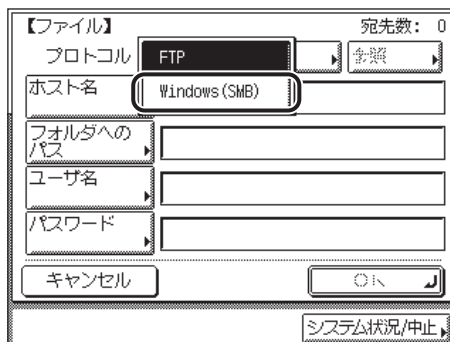 【ファイル】 宛先数: 0
プロトコル FTP 参照
ホスト名 Windows(SMB)
フォルダへの
パス
ユーザ名
パスワード
キャンセル OK
システム状況/中止